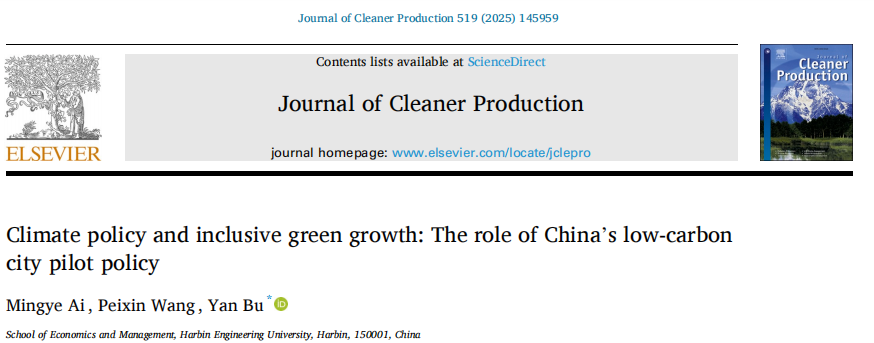 Journal of Cleaner Production 519 (2025) 145959
Contents lists available at ScienceDirect
Journal of Cleaner Production
journal homepage: www.elsevier.com/locate/jclepro
ELSEVIER
Cleaner
Production
Climate policy and inclusive green growth: The role of China’s low-carbon
city pilot policy
Mingye Ai, Peixin Wang, Yan Bu *
School of Economics and Management, Harbin Engineering University, Harbin, 150001, China